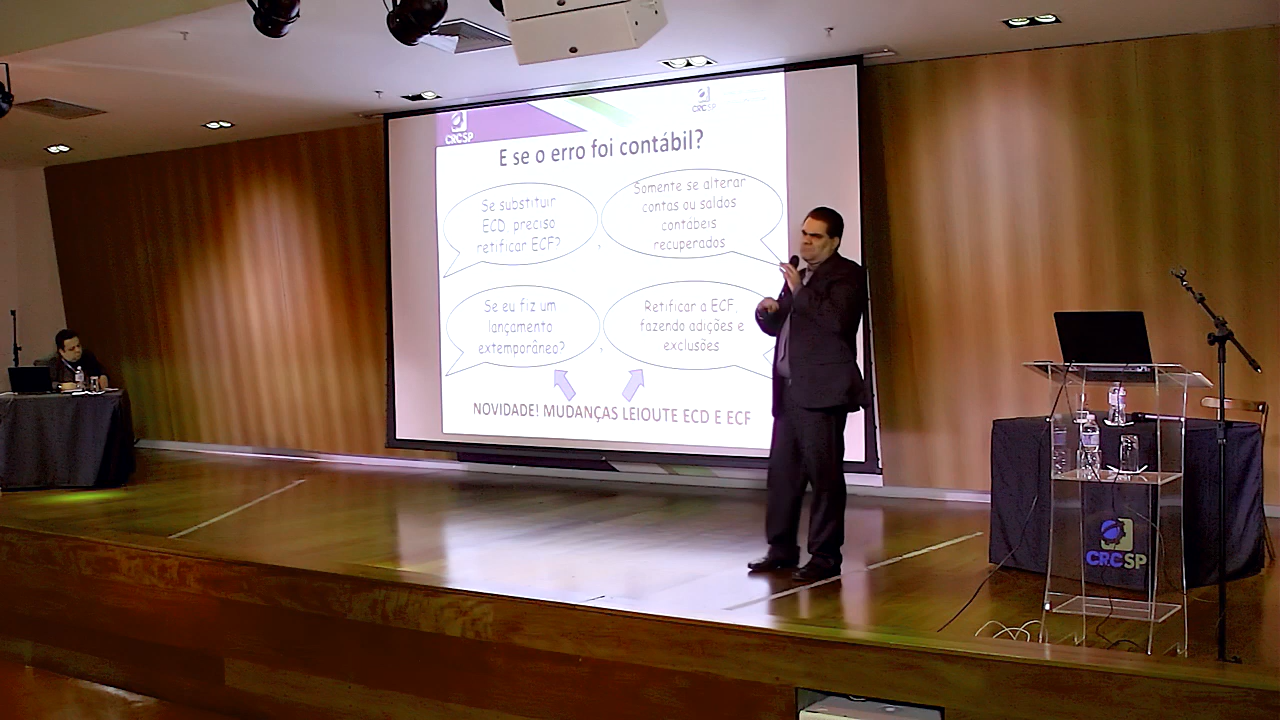 CRCSP
CRCSP
E se o erro foi contábil?
Se substituir
ECD, preciso
retificar ECF?
Somente se alterar
contas ou saldos
contábeis
recuperados
Se eu fiz um
lançamento
extemporâneo?
Retificar a ECF,
fazendo adições e
exclusões
NOVIDADE! MUDANÇAS LEIOUTE ECD E ECF
CRCSP